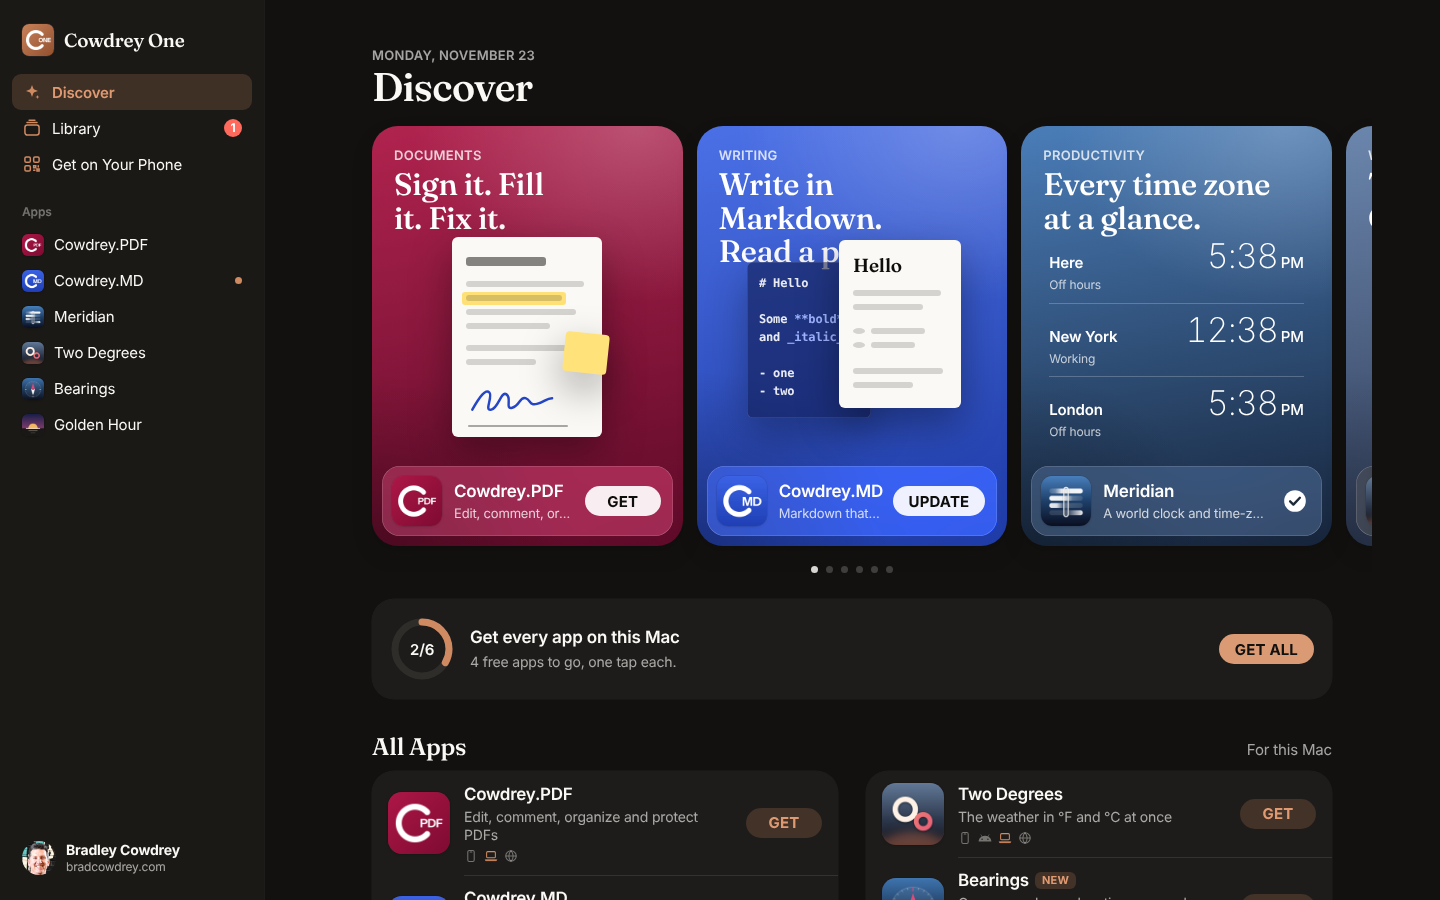 ONE
Cowdrey One
Discover
Library
1
Get on Your Phone
Apps
Cowdrey.PDF
Cowdrey.MD
Meridian
Two Degrees
Bearings
Golden Hour
Bradley Cowdrey
bradcowdrey.com
MONDAY, NOVEMBER 23
Discover
DOCUMENTS
Sign it. Fill
it. Fix it.
PDF
Cowdrey.PDF
Edit, comment, or...
GET
WRITING
Write in
Markdown.
Read a p
# Hello
Some **bold*
and _italic_
- one
- two
Hello
MD
Cowdrey.MD
Markdown that...
UPDATE
PRODUCTIVITY
Every time zone
at a glance.
Here
Off hours
5:38 PM
New York
Working
12:38 PM
London
Off hours
5:38 PM
Meridian
A world clock and time-z...
2/6
Get every app on this Mac
4 free apps to go, one tap each.
GET ALL
All Apps
For this Mac
PDF
Cowdrey.PDF
Edit, comment, organize and protect
PDFs
GET
Cowdrey.MD
Two Degrees
The weather in °F and °C at once
GET
Bearings
NEW